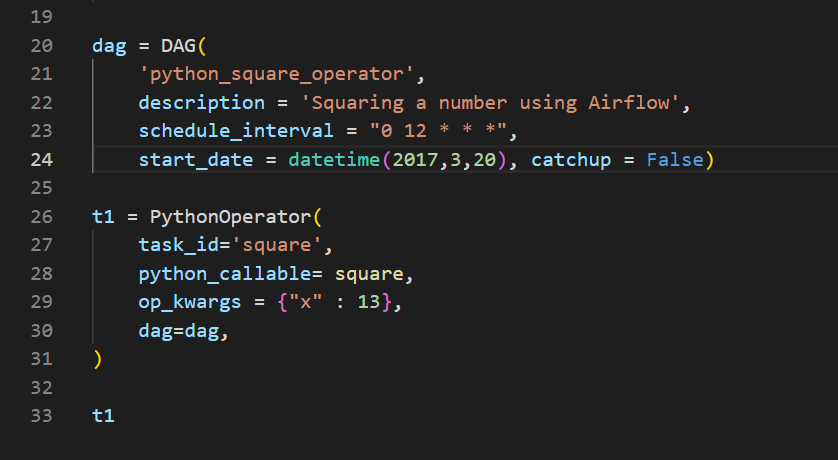 19
20 dag = DAG(
21     'python_square_operator',
22     description = 'Squaring a number using Airflow',
23     schedule_interval = "0 12 * * *",
24     start_date = datetime(2017,3,20), catchup = False)
25
26 t1 = PythonOperator(
27     task_id='square',
28     python_callable= square,
29     op_kwargs = {"x" : 13},
30     dag=dag,
31 )
32
33 t1